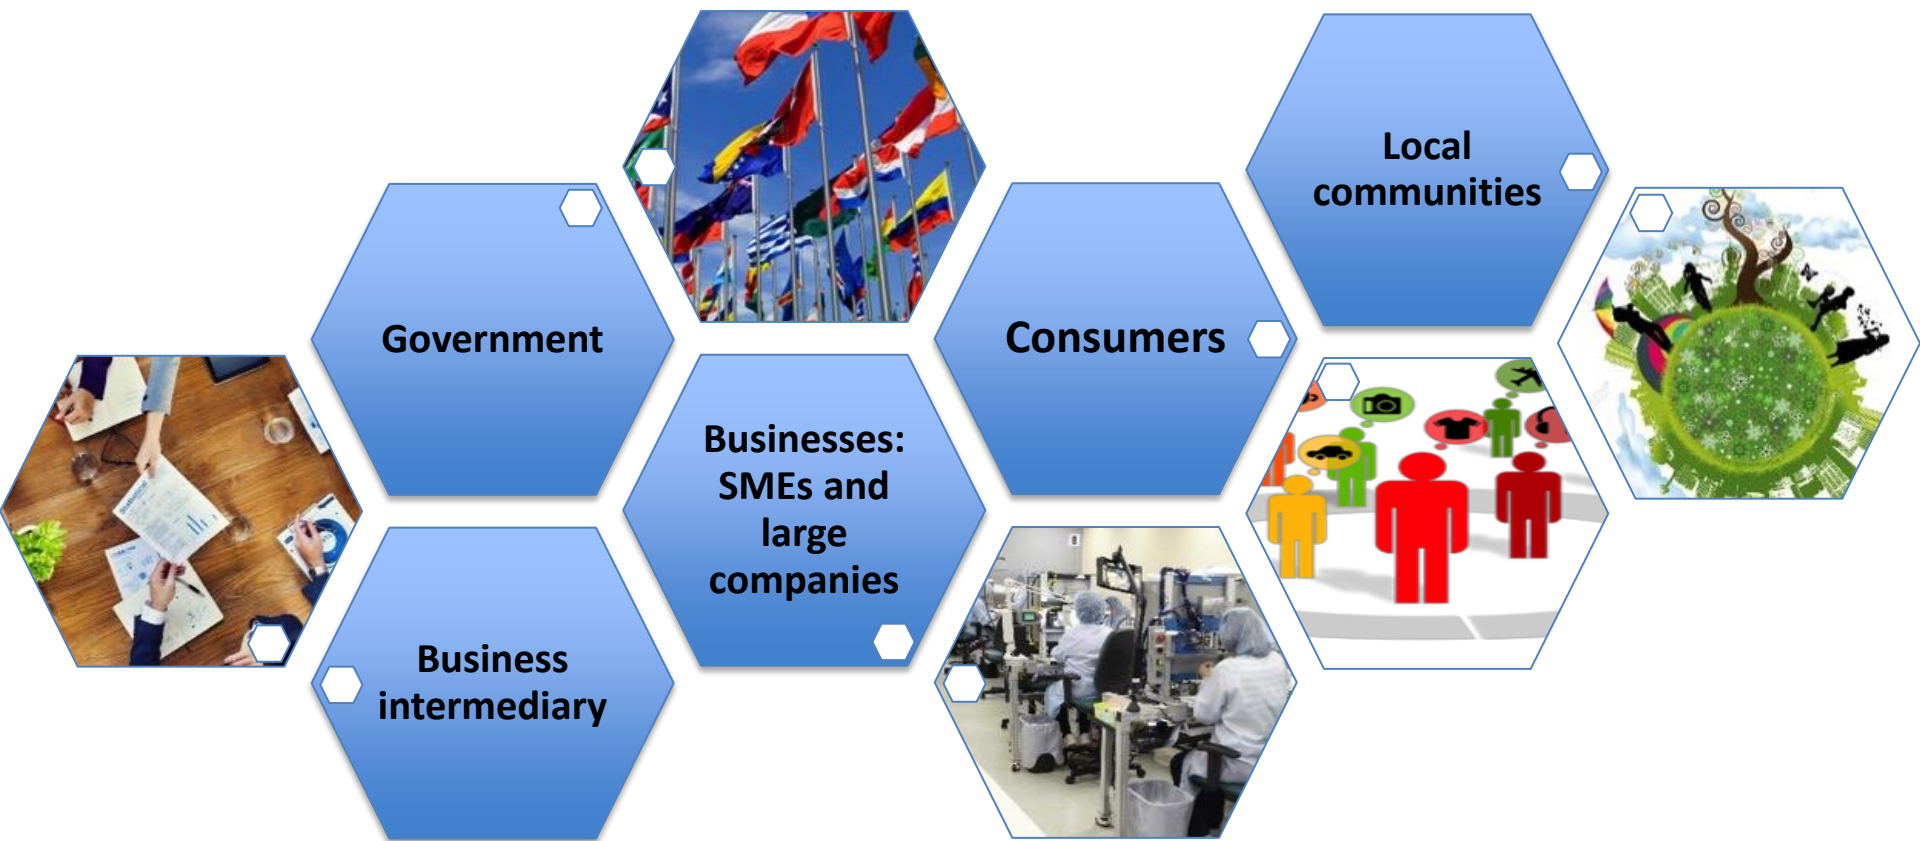 Government
Business
intermediary
Businesses:
SMEs and
large
companies
Consumers
Local
communities